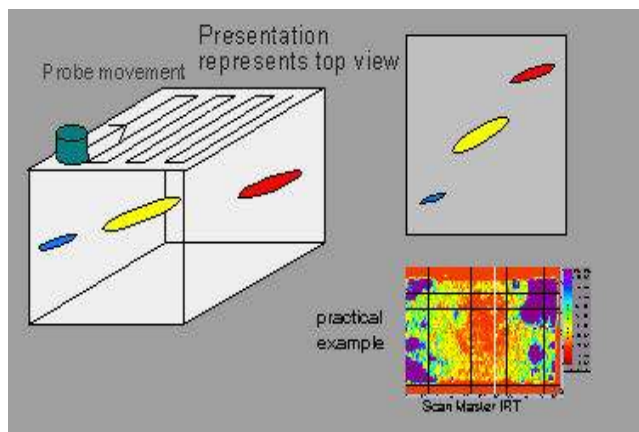 Presentation
represents top view
Probe movement
practical
example
Scan Master IRT